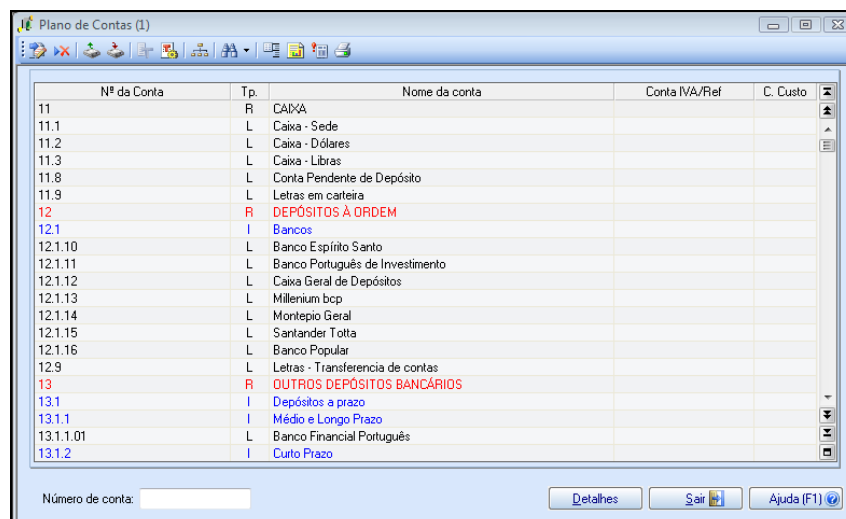 Plano de Contas (1)
Nº da Conta Tp. Nome da conta Conta IVA/Ref C. Custo
11 R CAIXA
11.1 L Caixa - Sede
11.2 L Caixa - Dólares
11.3 L Caixa - Libras
11.8 L Conta Pendente de Depósito
11.9 L Letras em carteira
12 R DEPÓSITOS À ORDEM
12.1 I Bancos
12.1.10 L Banco Espírito Santo
12.1.11 L Banco Português de Investimento
12.1.12 L Caixa Geral de Depósitos
12.1.13 L Millenium bcp
12.1.14 L Montepio Geral
12.1.15 L Santander Totta
12.1.16 L Banco Popular
12.9 L Letras - Transferencia de contas
13 R OUTROS DEPÓSITOS BANCÁRIOS
13.1 I Depósitos a prazo
13.1.1 I Médio e Longo Prazo
13.1.1.01 L Banco Financial Português
13.1.2 I Curto Prazo
Número de conta: Detalhes Sair Ajuda (F1)